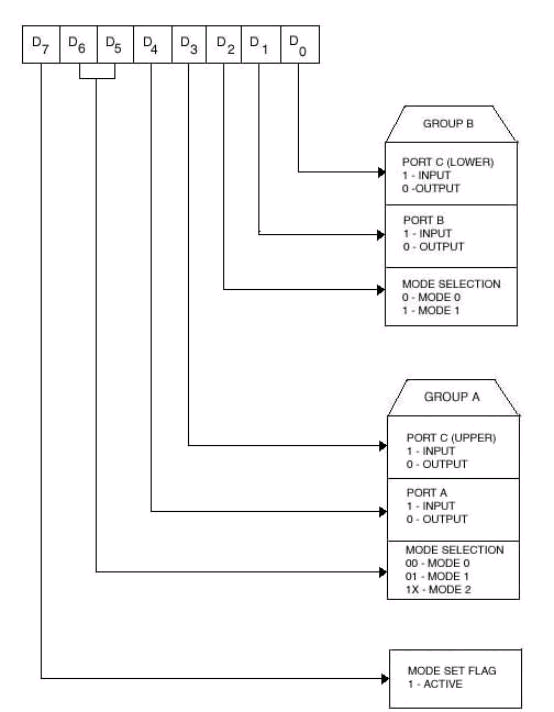 D7 D6 D5 D4 D3 D2 D1 D0
GROUP B
PORT C (LOWER)
1 - INPUT
0 -OUTPUT
PORT B
1 - INPUT
0 - OUTPUT
MODE SELECTION
0 - MODE 0
1 - MODE 1
GROUP A
PORT C (UPPER)
1 - INPUT
0 - OUTPUT
PORT A
1 - INPUT
0 - OUTPUT
MODE SELECTION
00 - MODE 0
01 - MODE 1
1X - MODE 2
MODE SET FLAG
1 - ACTIVE